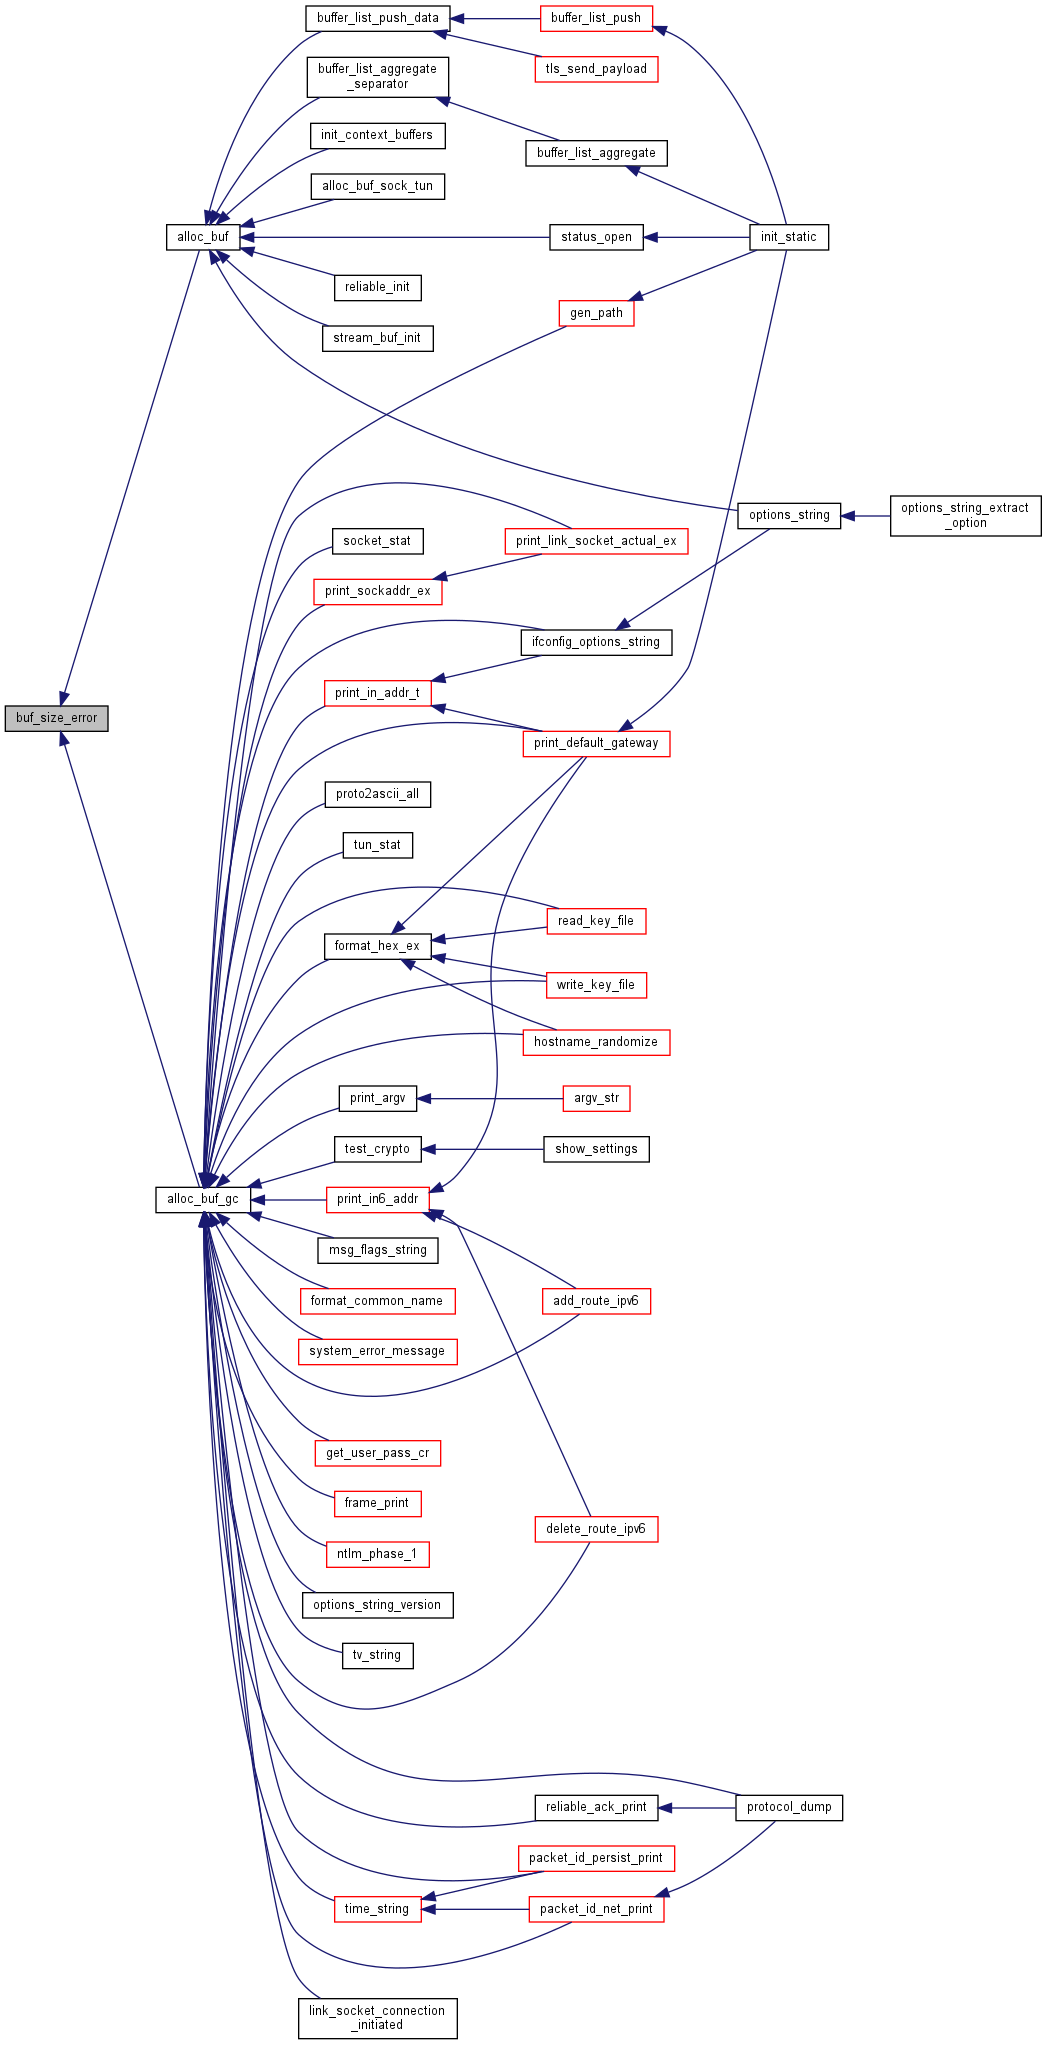 buffer_list_push_data
buffer_list_push
tls_send_payload
buffer_list_aggregate
_separator
init_context_buffers
buffer_list_aggregate
alloc_buf_sock_tun
alloc_buf
status_open
init_static
reliable_init
gen_path
stream_buf_init
options_string
options_string_extract
_option
socket_stat
print_link_socket_actual_ex
print_sockaddr_ex
ifconfig_options_string
print_in_addr_t
buf_size_error
print_default_gateway
proto2ascii_all
tun_stat
read_key_file
format_hex_ex
write_key_file
hostname_randomize
print_argv
argv_str
test_crypto
show_settings
alloc_buf_gc
print_in6_addr
msg_flags_string
format_common_name
add_route_ipv6
system_error_message
get_user_pass_cr
frame_print
delete_route_ipv6
ntlm_phase_1
options_string_version
tv_string
reliable_ack_print
protocol_dump
packet_id_persist_print
time_string
packet_id_net_print
link_socket_connection
_initiated